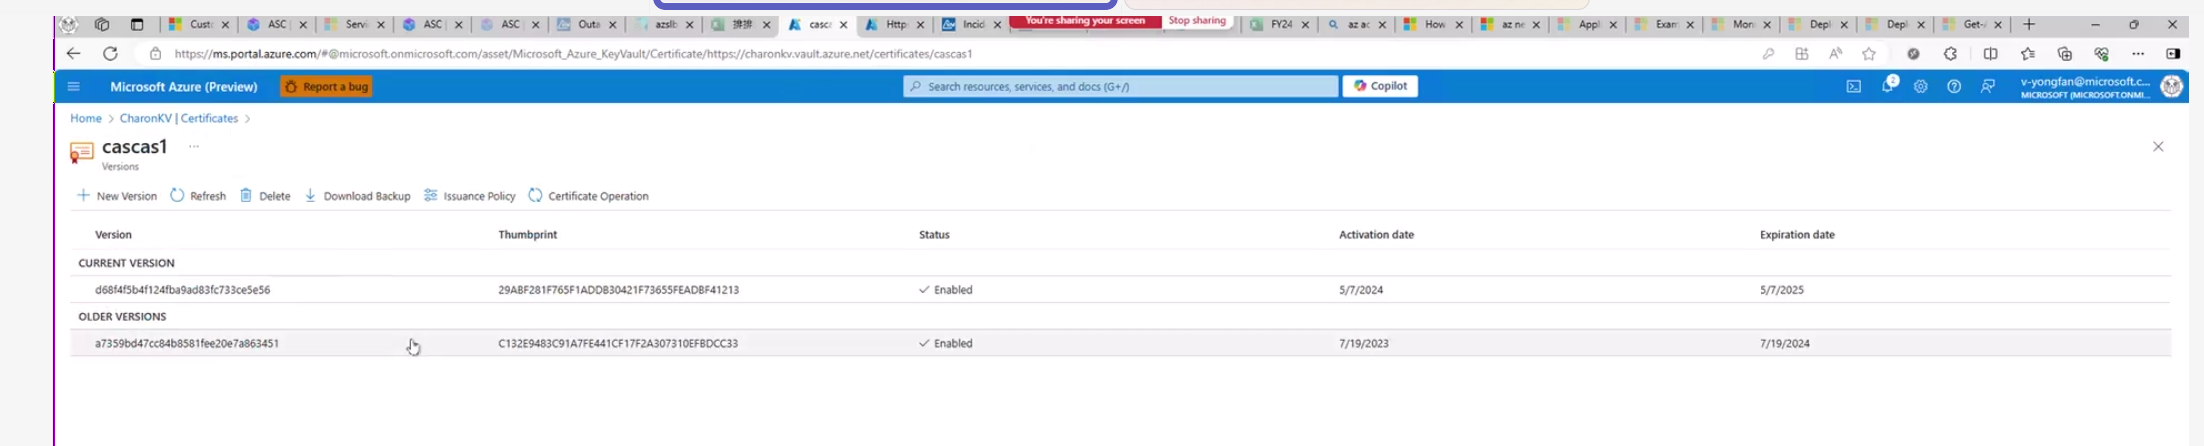 Cust ASC Servi ASC ASC Outa azslb 排班 casca Http Incid You're sharing your screen Stop sharing FY24 az ac How az ne Appl Exam Mon Depl Depl Get-/
https://ms.portal.azure.com/#@microsoft.onmicrosoft.com/asset/Microsoft_Azure_KeyVault/Certificate/https://charonkv.vault.azure.net/certificates/cascas1
Microsoft Azure (Preview) Report a bug Search resources, services, and docs (G+/) Copilot 2 v-yongfan@microsoft.c...
MICROSOFT (MICROSOFT.ONMI...
Home > CharonKV | Certificates >
cascas1 ...
Versions
New Version Refresh Delete Download Backup Issuance Policy Certificate Operation
Version Thumbprint Status Activation date Expiration date
CURRENT VERSION
d68f4f5b4f124fba9ad83fc733ce5e56 29ABF281F765F1ADDB30421F73655FEADBF41213 Enabled 5/7/2024 5/7/2025
OLDER VERSIONS
a7359bd47cc84b8581fee20e7a863451 C132E9483C91A7FE441CF17F2A307310EFBDCC33 Enabled 7/19/2023 7/19/2024